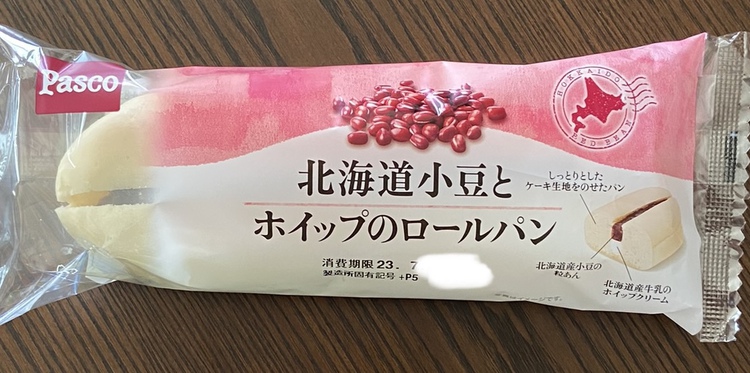 Pasco
HOKKAIDO
RED BEAN
北海道小豆と
ホイップのロールパン
しっとりとした
ケーキ生地をのせたパン
北海道産小豆の
粒あん
北海道産牛乳の
ホイップクリーム
消費期限 23. 7
製造所固有記号 +P5